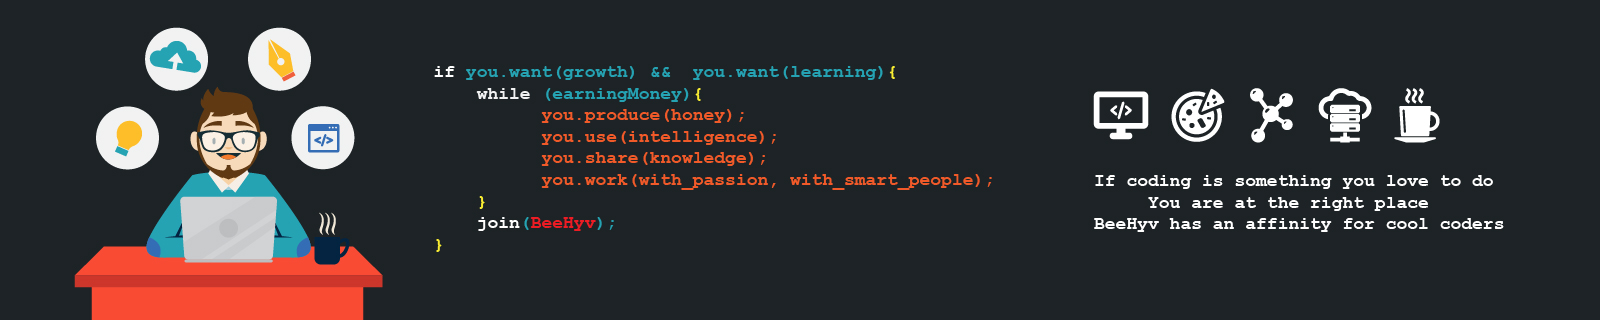 if you.want(growth) && you.want(learning){
while (earningMoney){
you.produce(honey);
you.use(intelligence);
you.share(knowledge);
you.work(with_passion, with_smart_people);
}
join(BeeHyv);
}
</>
</>
If coding is something you love to do
You are at the right place
BeeHyv has an affinity for cool coders